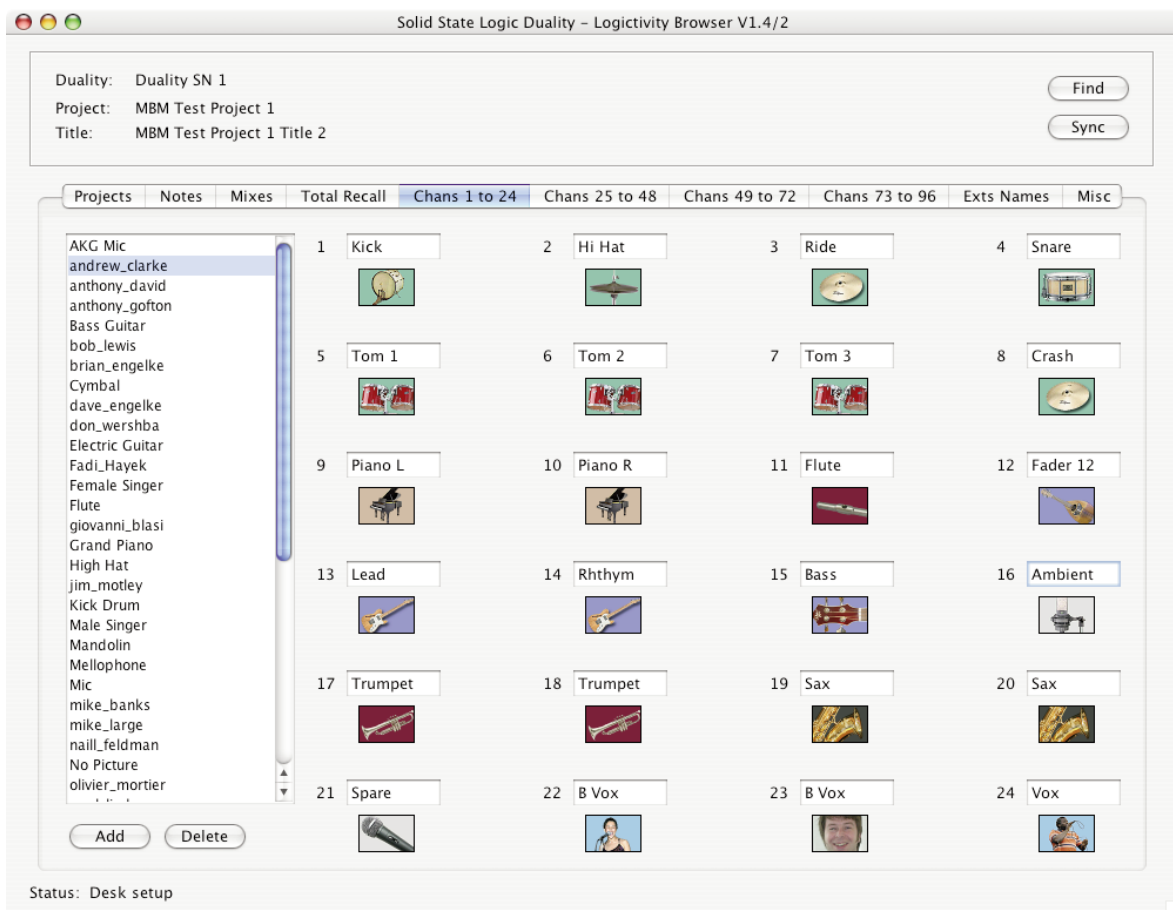 Solid State Logic Duality – Logictivity Browser V1.4/2
Duality: Duality SN 1
Find
Project: MBM Test Project 1
Title: MBM Test Project 1 Title 2
Sync
Projects Notes Mixes Total Recall Chans 1 to 24 Chans 25 to 48 Chans 49 to 72 Chans 73 to 96 Exts Names Misc
AKG Mic
andrew_clarke
anthony_david
anthony_gofton
Bass Guitar
bob_lewis
brian_engelke
Cymbal
dave_engelke
don_wershba
Electric Guitar
Fadi_Hayek
Female Singer
Flute
giovanni_blasi
Grand Piano
High Hat
jim_motley
Kick Drum
Male Singer
Mandolin
Mellophone
Mic
mike_banks
mike_large
naill_feldman
No Picture
olivier_mortier
Add Delete
1 Kick 2 Hi Hat 3 Ride 4 Snare
5 Tom 1 6 Tom 2 7 Tom 3 8 Crash
9 Piano L 10 Piano R 11 Flute 12 Fader 12
13 Lead 14 Rhthym 15 Bass 16 Ambient
17 Trumpet 18 Trumpet 19 Sax 20 Sax
21 Spare 22 B Vox 23 B Vox 24 Vox
Status: Desk setup